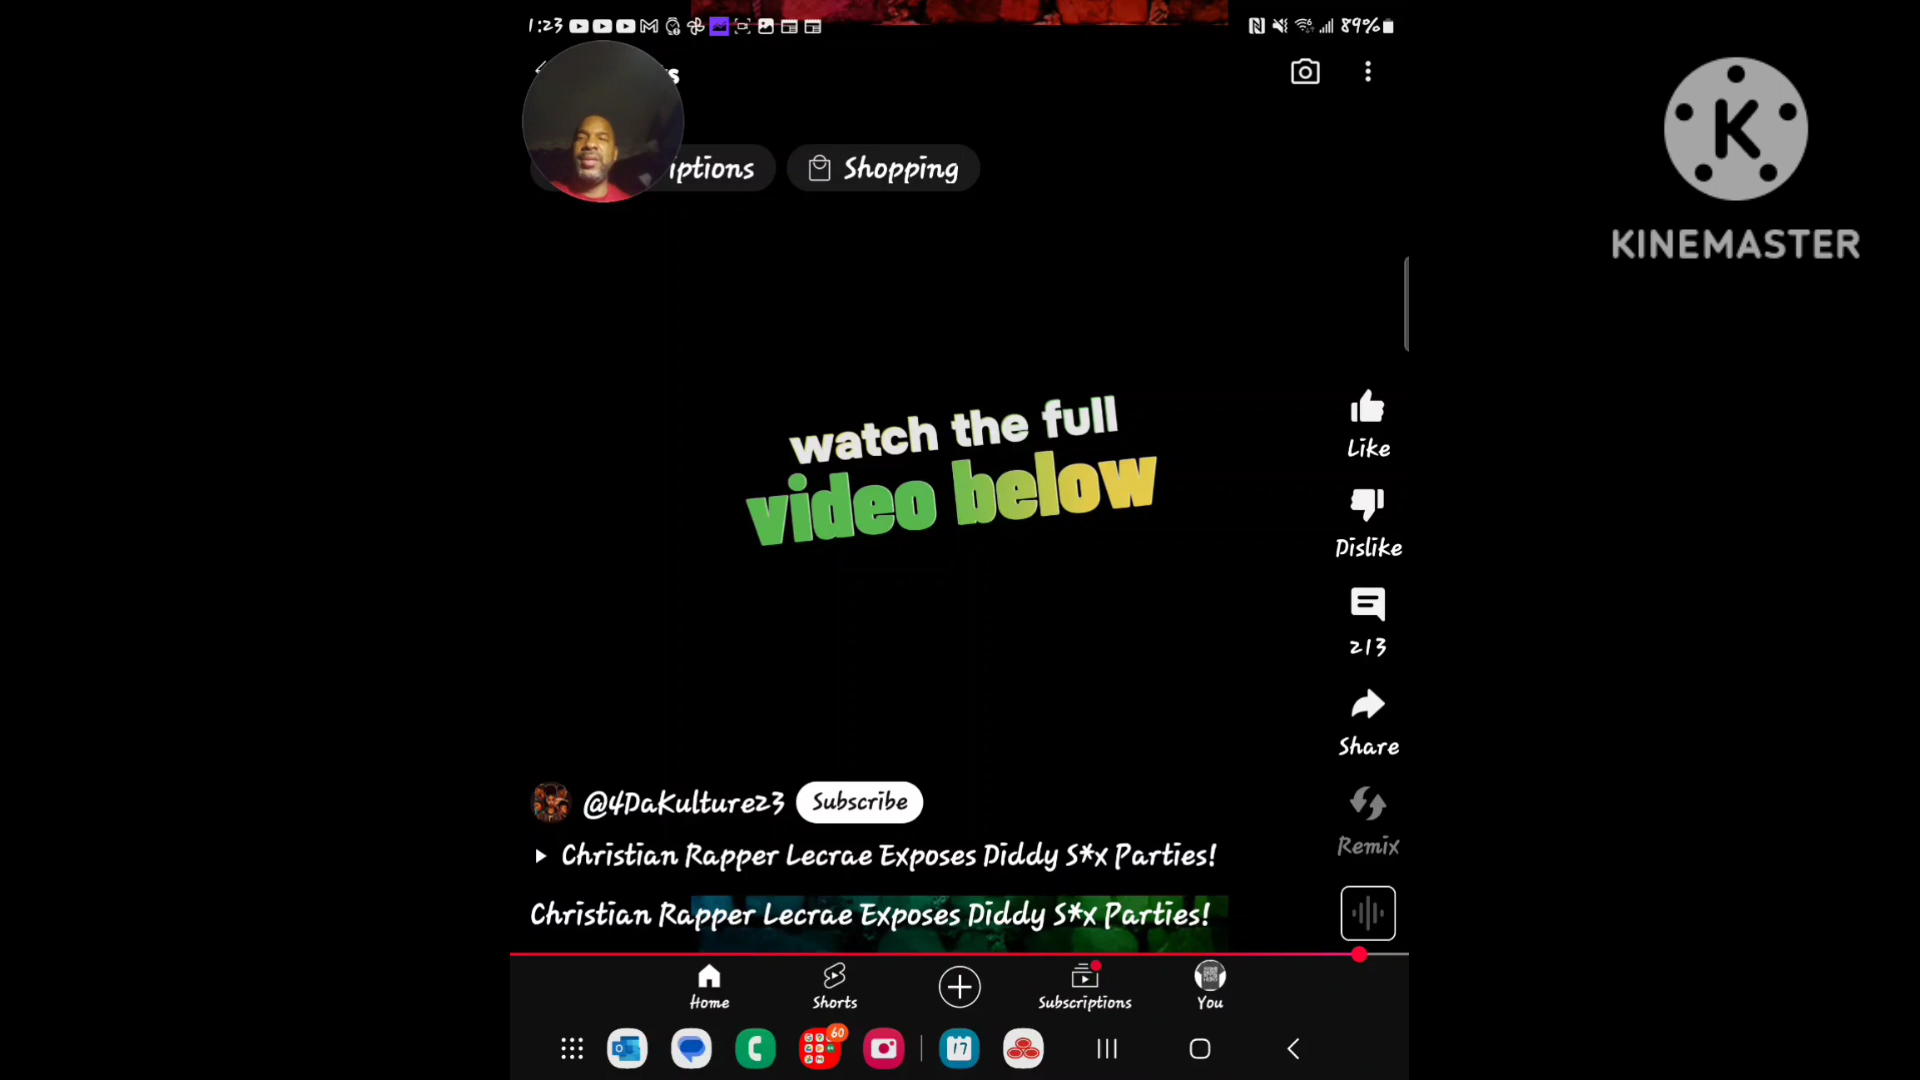 1:23
89%
s
iptions
Shopping
KINEMASTER
watch the full
video below
Like
Dislike
213
Share
Remix
@4DaKulture23
Subscribe
Christian Rapper Lecrae Exposes Diddy S*x Parties!
Christian Rapper Lecrae Exposes Diddy S*x Parties!
Home
Shorts
Subscriptions
You
60
17